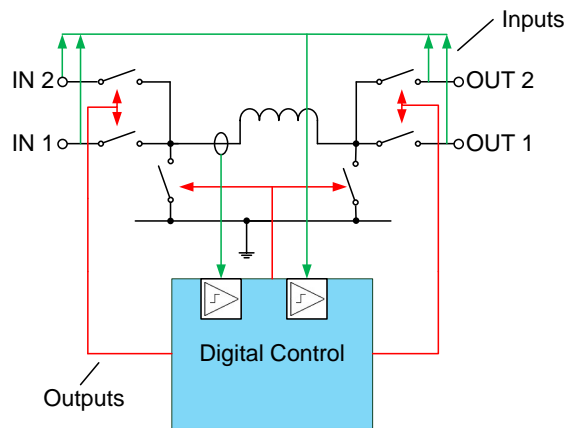 Inputs
IN 2
OUT 2
IN 1
OUT 1
Digital Control
Outputs